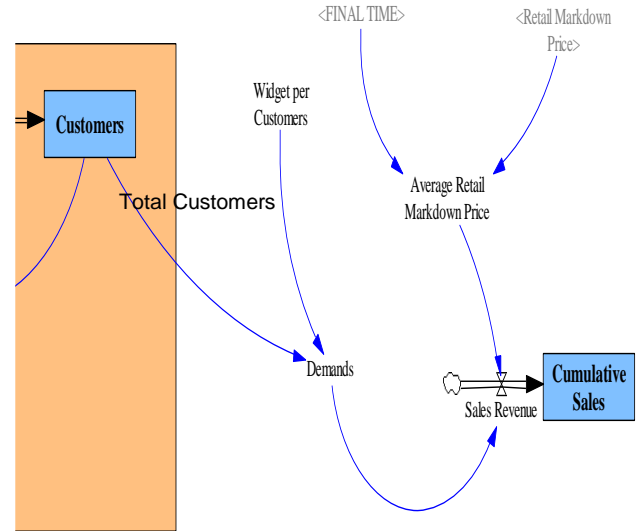 <FINAL TIME>
<Retail Markdown
Price>
Widget per
Customers
Customers
Average Retail
Markdown Price
Total Customers
Demands
Cumulative
Sales
Sales Revenue